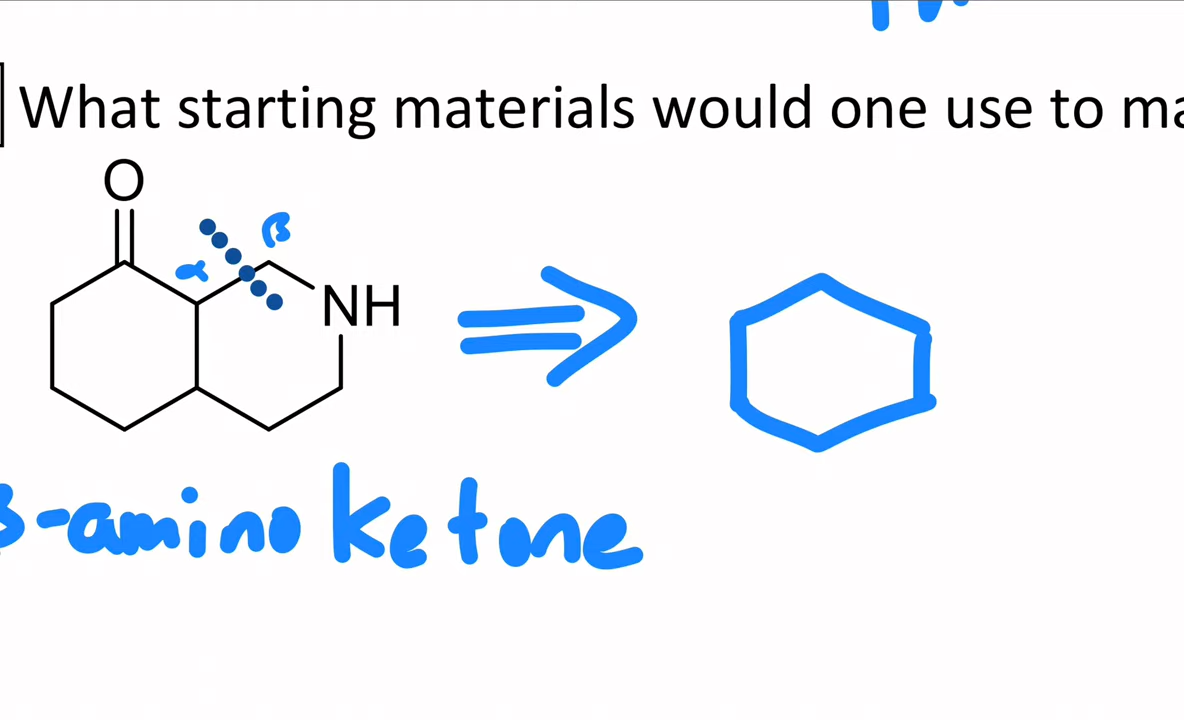 What starting materials would one use to ma
O
α
β
NH
β-amino ketone